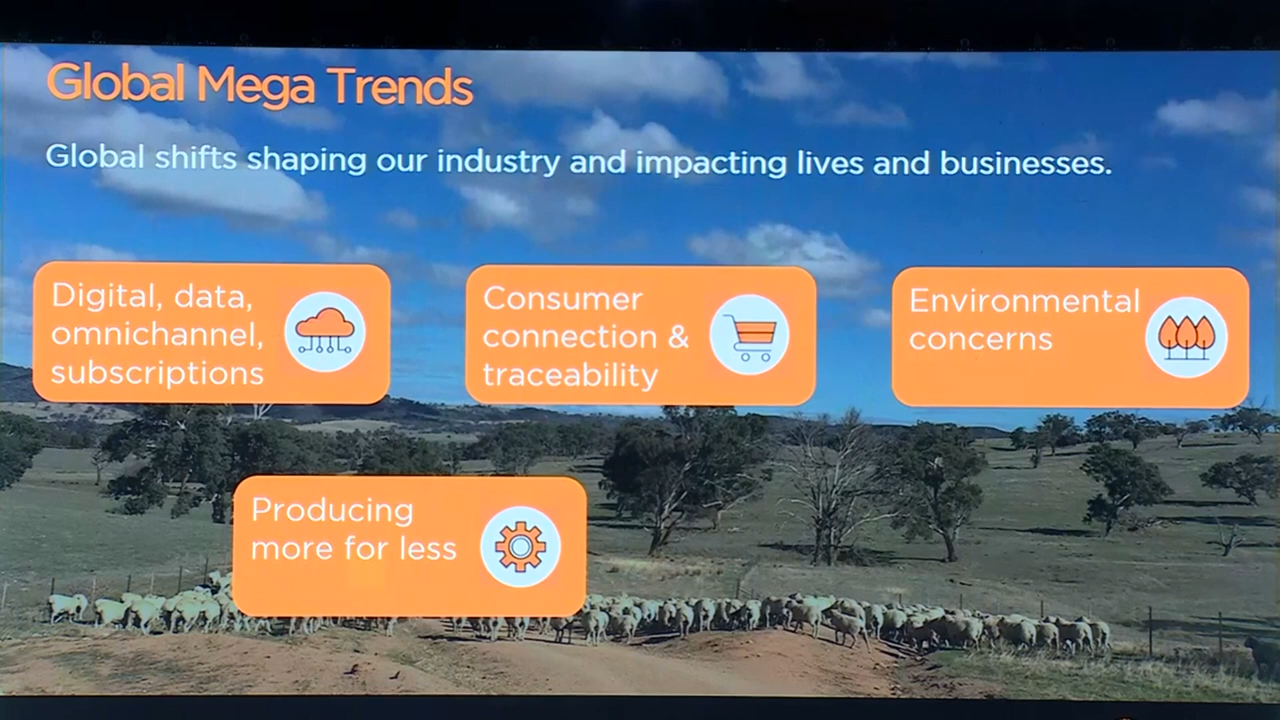 Global Mega Trends
Global shifts shaping our industry and impacting lives and businesses.
Digital, data,
omnichannel,
subscriptions
Consumer
connection &
traceability
Environmental
concerns
Producing
more for less